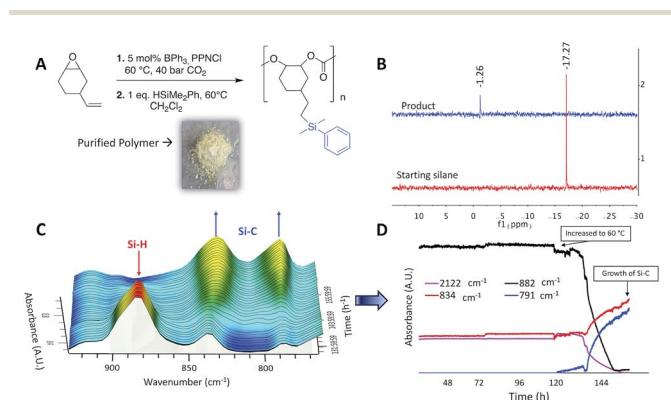 A
O
1. 5 mol% BPh3, PPNCl
60 °C, 40 bar CO2
2. 1 eq. HSiMe2Ph, 60°C
CH2Cl2
O
O
O
n
Si
Purified Polymer →
B
-1.26
-17.27
Product
Starting silane
2
1
10 5 0 -5 -10 -15 -20 -25 -30
f1 (ppm)
C
Si-H
Si-C
Absorbance (A.U.)
Time (h-1)
900 850 800
Wavenumber (cm-1)
D
Increased to 60 °C
Growth of Si-C
2122 cm-1
882 cm-1
834 cm-1
791 cm-1
Absorbance (A.U.)
48 72 96 120 144
Time (h)